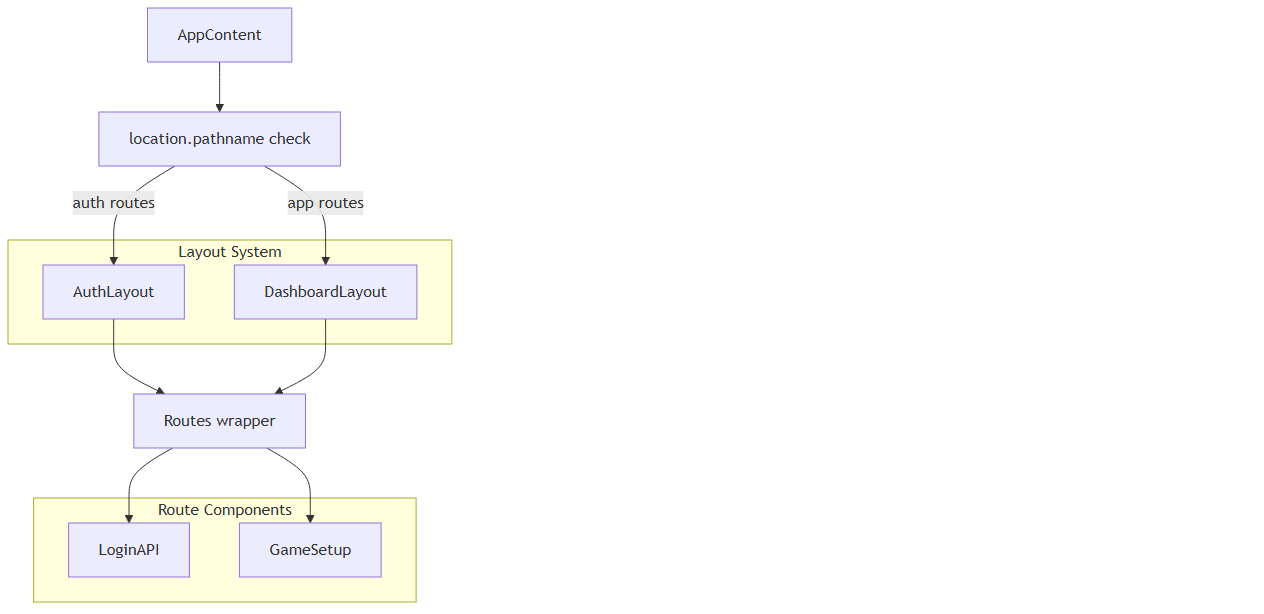 AppContent
location.pathname check
auth routes
app routes
Layout System
AuthLayout
DashboardLayout
Routes wrapper
Route Components
LoginAPI
GameSetup